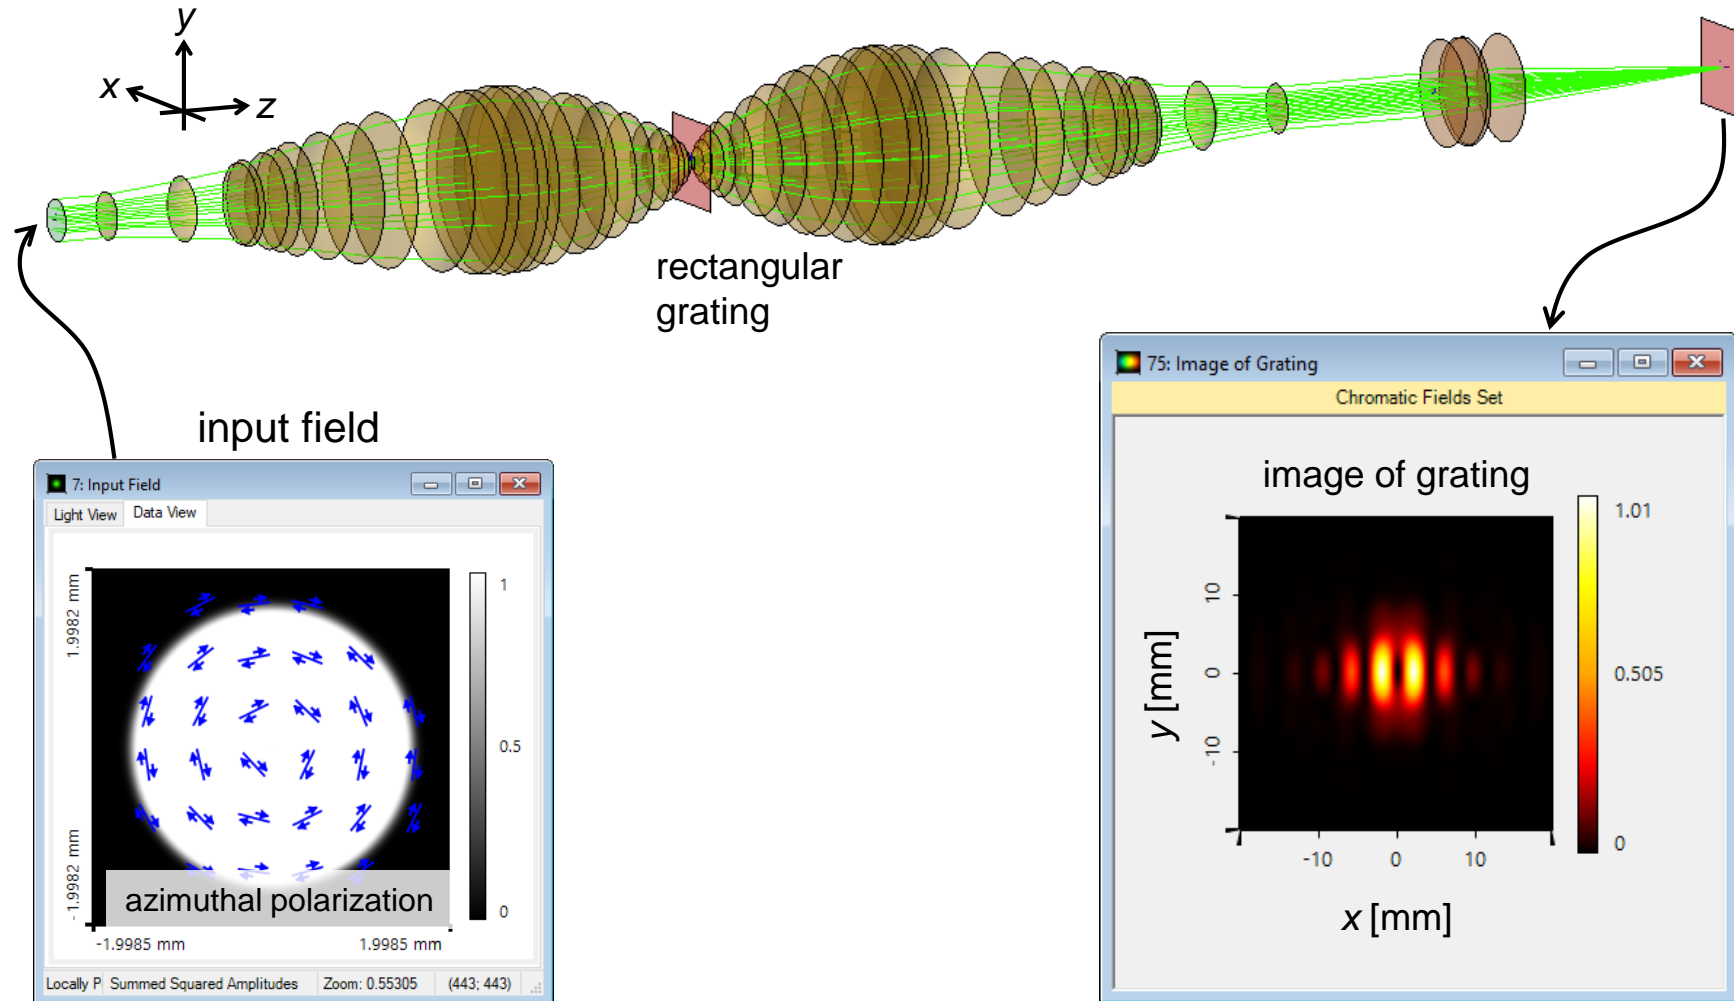 y
x
z
rectangular
grating
input field
7: Input Field
Light View Data View
1.9982 mm
-1.9982 mm
1
0.5
0
azimuthal polarization
-1.9985 mm 1.9985 mm
Locally P Summed Squared Amplitudes Zoom: 0.55305 (443; 443)
75: Image of Grating
Chromatic Fields Set
image of grating
1.01
0.505
0
y [mm]
10
0
-10
-10 0 10
x [mm]